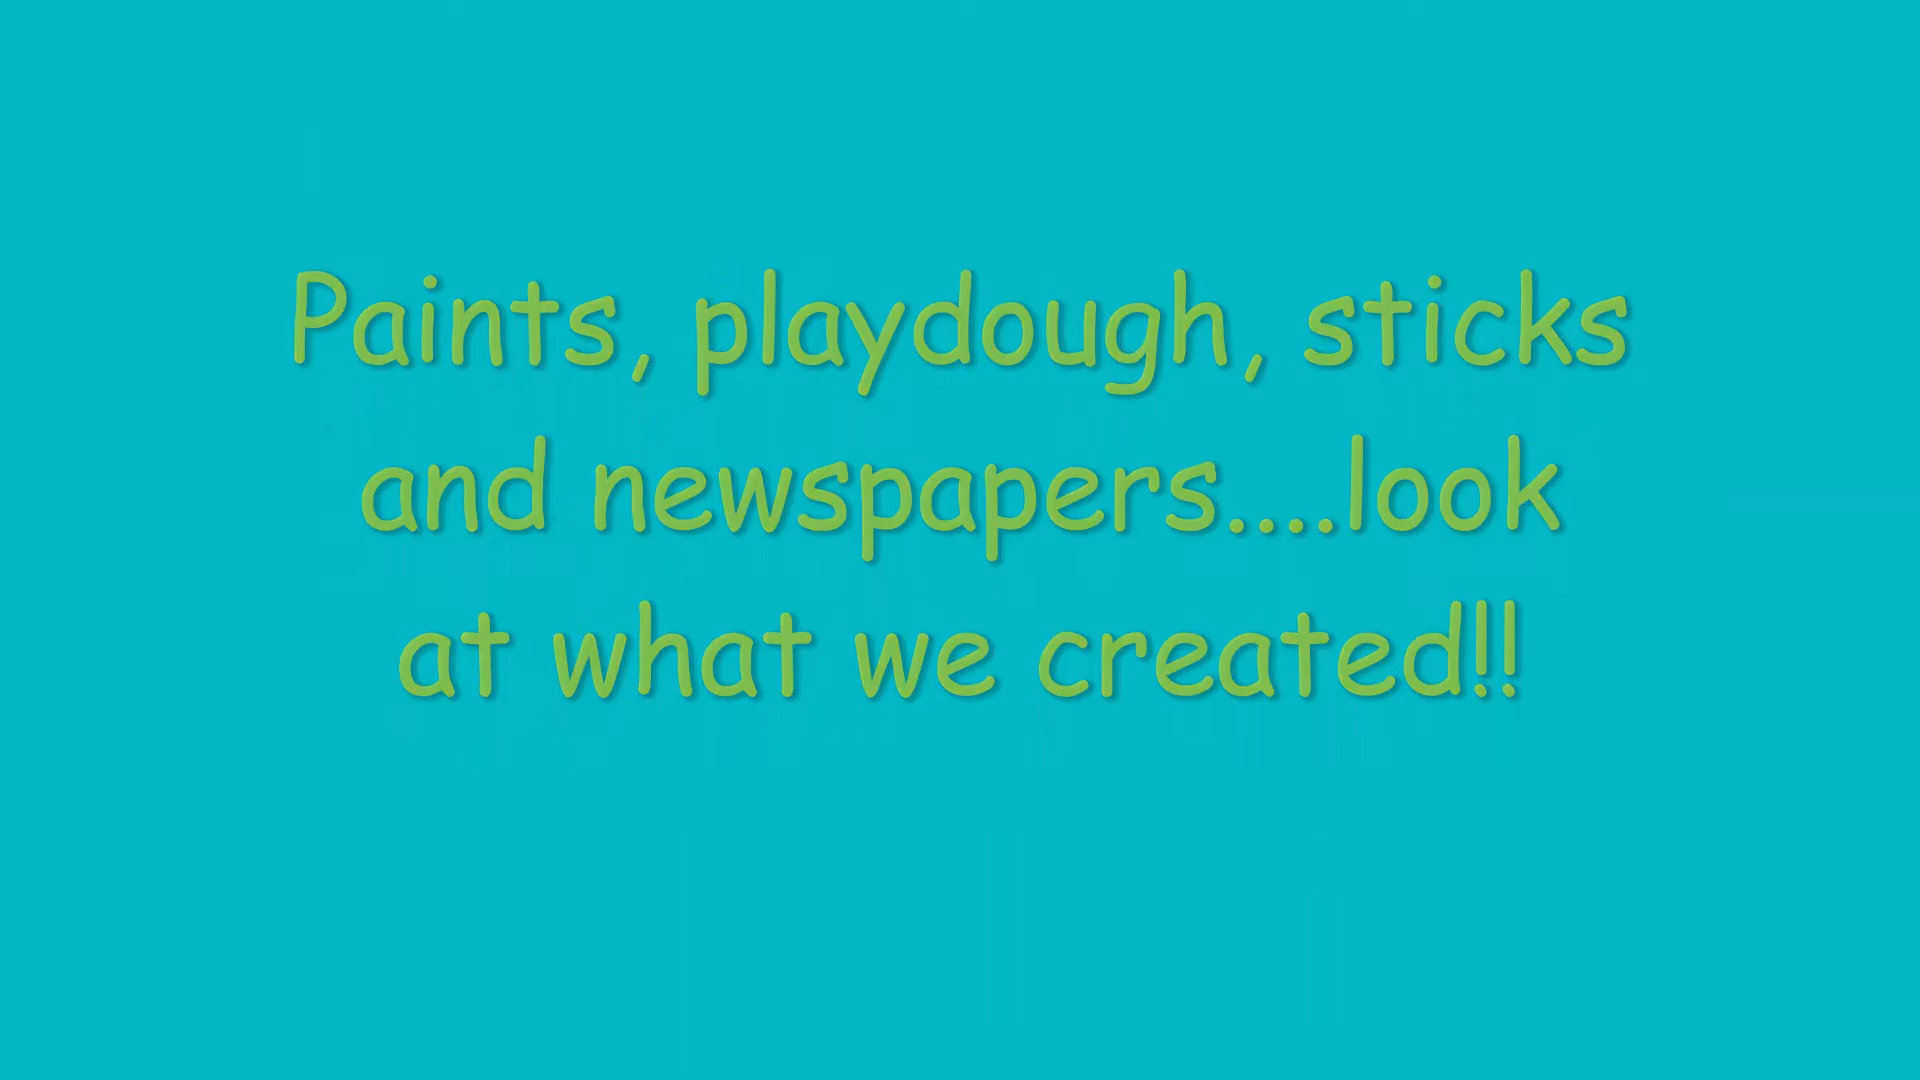 Paints, playdough, sticks
and newspapers....look
at what we created!!